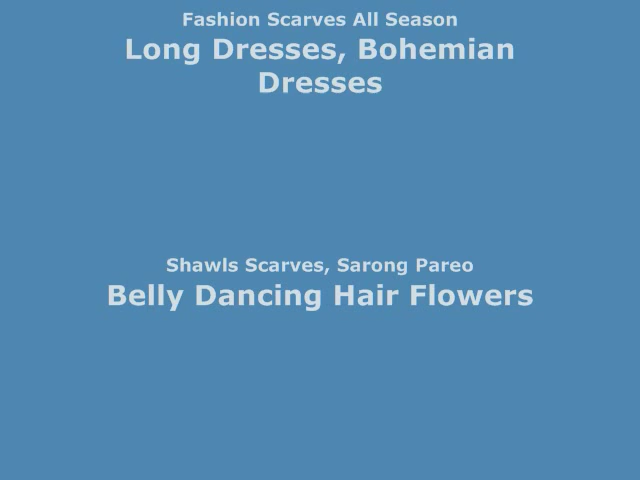 Fashion Scarves All Season
Long Dresses, Bohemian
Dresses
Shawls Scarves, Sarong Pareo
Belly Dancing Hair Flowers